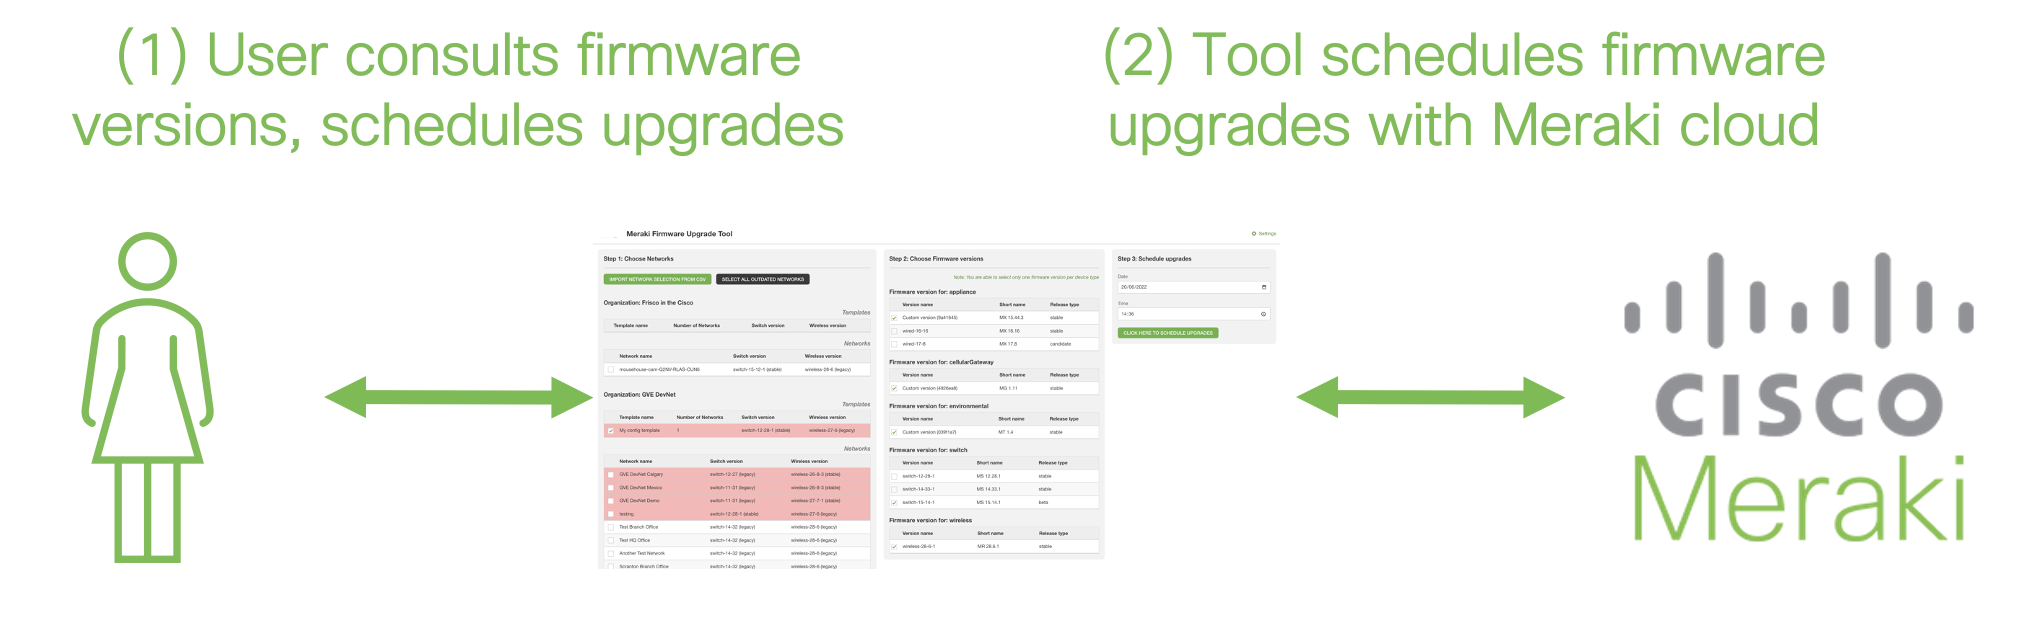 (1) User consults firmware
versions, schedules upgrades
(2) Tool schedules firmware
upgrades with Meraki cloud
Meraki Firmware Upgrade Tool
Settings
Step 1: Choose Networks
IMPORT NETWORK SELECTION FROM CSV SELECT ALL OUTDATED NETWORKS
Organization: Frisco in the Cisco
Templates
Template name Number of Networks Switch version Wireless version
Networks
Network name Switch version Wireless version
switch-15-12-1 (stable) wireless-28-6 (legacy)
Organization: GVE DevNet
Templates
Template name Number of Networks Switch version Wireless version
My config template 1 switch-12-28-1 (stable) wireless-27-6 (legacy)
Networks
Network name Switch version Wireless version
GVE DevNet Calgary switch-12-27 (legacy) wireless-26-8-3 (stable)
GVE DevNet Mexico switch-11-31 (legacy) wireless-26-8-3 (stable)
GVE DevNet Demo switch-11-31 (legacy) wireless-27-7-1 (stable)
testing switch-12-28-1 (stable) wireless-27-6 (legacy)
Test Branch Office switch-14-32 (legacy) wireless-28-6 (legacy)
Test HQ Office switch-14-32 (legacy) wireless-28-6 (legacy)
Another Test Network switch-14-32 (legacy) wireless-28-6 (legacy)
Scranton Branch Office switch-14-32 (legacy) wireless-28-6 (legacy)
Step 2: Choose Firmware versions
Note: You are able to select only one firmware version per device type
Firmware version for: appliance
Version name Short name Release type
Custom version (9a41645) MX 15.44.3 stable
wired-16-16 MX 16.16 stable
wired-17-8 MX 17.8 candidate
Firmware version for: cellularGateway
Version name Short name Release type
Custom version (4926ea8) MG 1.11 stable
Firmware version for: environmental
Version name Short name Release type
Custom version MT 1.4 stable
Firmware version for: switch
Version name Short name Release type
switch-12-28-1 MS 12.28.1 stable
switch-14-33-1 MS 14.33.1 stable
switch-15-14-1 MS 15.14.1 beta
Firmware version for: wireless
Version name Short name Release type
wireless-28-6-1 MR 28.6.1 stable
Step 3: Schedule upgrades
Date
20/06/2022
Time
14:36
CLICK HERE TO SCHEDULE UPGRADES
CISCO
Meraki